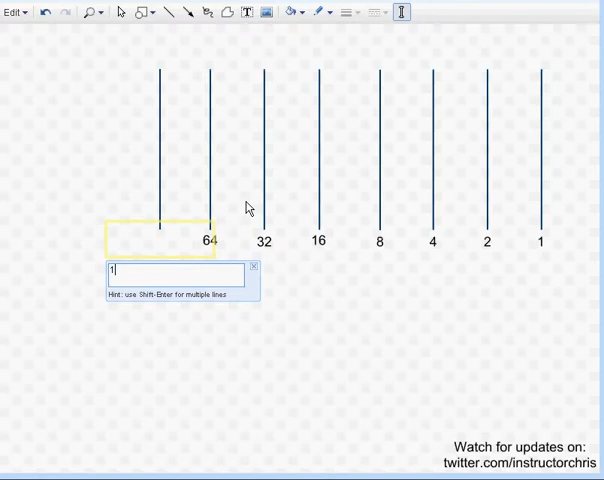 Edit
T
64 32 16 8 4 2 1
1
Hint: use Shift-Enter for multiple lines
Watch for updates on:
twitter.com/instructorchris